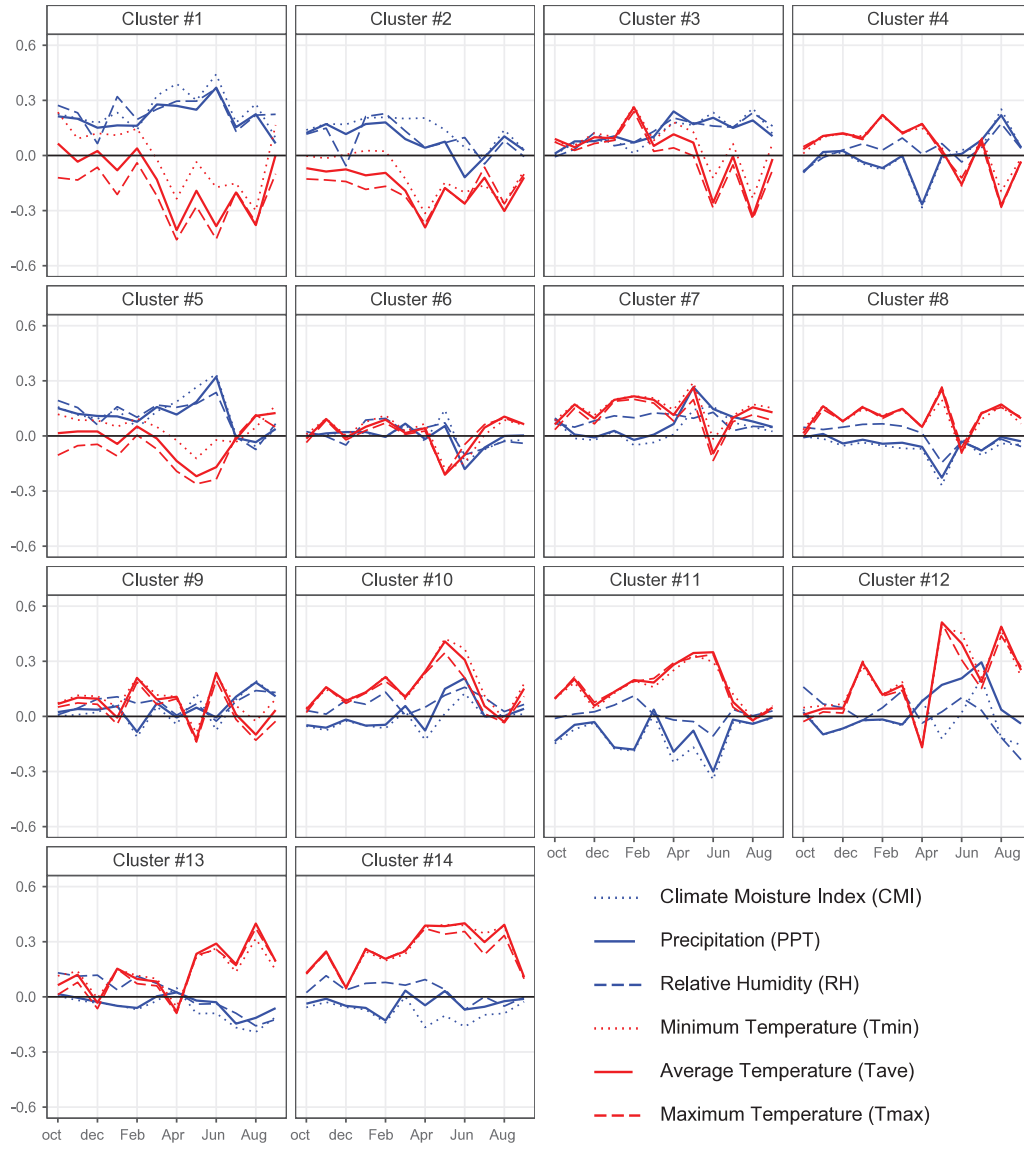 Cluster #1 Cluster #2 Cluster #3 Cluster #4
0.6
0.3
0.0
-0.3
-0.6
Cluster #5 Cluster #6 Cluster #7 Cluster #8
0.6
0.3
0.0
-0.3
-0.6
Cluster #9 Cluster #10 Cluster #11 Cluster #12
0.6
0.3
0.0
-0.3
-0.6
Cluster #13 Cluster #14
oct dec Feb Apr Jun Aug oct dec Feb Apr Jun Aug
0.6
0.3
0.0
-0.3
-0.6
oct dec Feb Apr Jun Aug oct dec Feb Apr Jun Aug
Climate Moisture Index (CMI)
Precipitation (PPT)
Relative Humidity (RH)
Minimum Temperature (Tmin)
Average Temperature (Tave)
Maximum Temperature (Tmax)